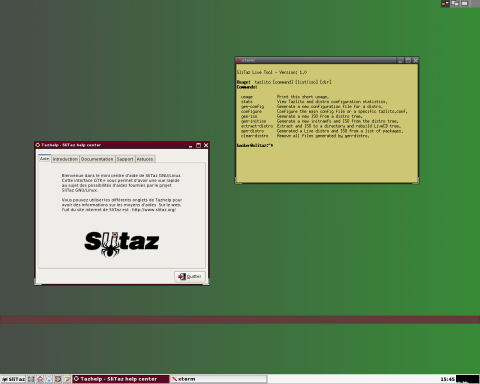 xterm
SliTaz Live Tool - Version: 1.0
Usage: tazlito [command] [list|iso] [dir]
Commands:
usage Print this short usage.
stats View Tazlito and distro configuration statistics.
gen-config Generate a new configuration file for a distro.
configure Configure the main config file or a specific tazlito.conf.
gen-iso Generate a new ISO from a distro tree.
gen-initiso Generate a new initramfs and ISO from the distro tree.
extract-distro Extract an ISO to a directory and rebuild LiveCD tree.
gen-distro Generated a Live distro and ISO from a list of packages.
clean-distro Remove all files generated by gen-distro.
hacker@slitaz:~$
Tazhelp - SliTaz help center
Aide Introduction Documentation Support Astuces
Bienvenue dans le mini centre d'aide de SliTaz GNU/Linux.
Cette interface GTK+ vous permet d'avoir une vue rapide
au sujet des possibilités d'aides fournies par le projet
SliTaz GNU/Linux.
Vous pouvez utiliser les différents onglets de Tazhelp pour
avoir des informations sur les moyens d'aides. Sur le web,
l'url du site internet de SliTaz est : http://www.slitaz.org/
Slitaz
Quitter
SliTaz Tazhelp - SliTaz help center xterm 15:45